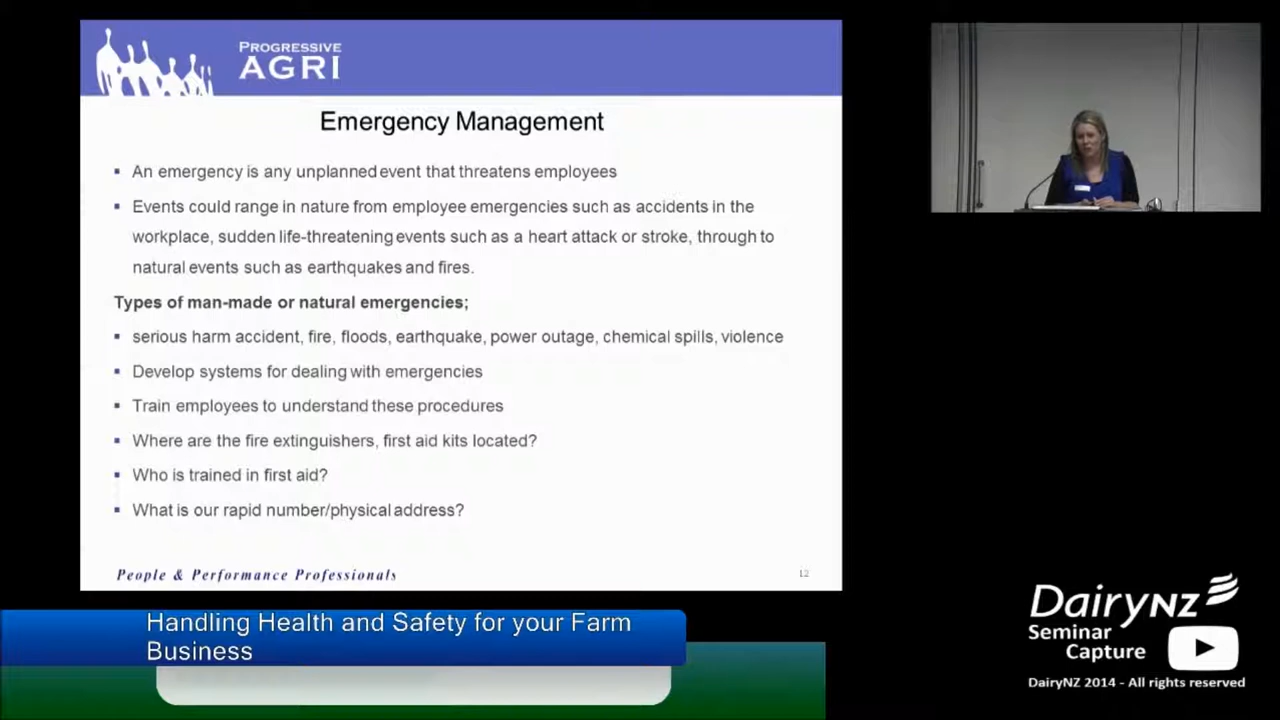 PROGRESSIVE
AGRI
Emergency Management
An emergency is any unplanned event that threatens employees
Events could range in nature from employee emergencies such as accidents in the
workplace, sudden life-threatening events such as a heart attack or stroke, through to
natural events such as earthquakes and fires.
Types of man-made or natural emergencies;
serious harm accident, fire, floods, earthquake, power outage, chemical spills, violence
Develop systems for dealing with emergencies
Train employees to understand these procedures
Where are the fire extinguishers, first aid kits located?
Who is trained in first aid?
What is our rapid number/physical address?
People & Performance Professionals
12
Handling Health and Safety for your Farm
Business
DairyNZ
Seminar
Capture
DairyNZ 2014 - All rights reserved